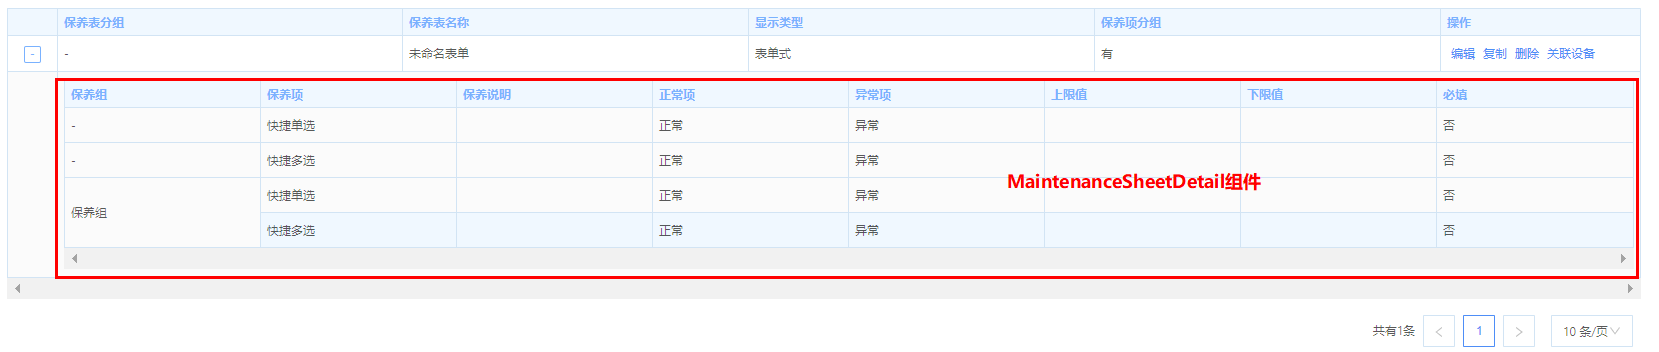 保养表分组 保养表名称 显示类型 保养项分组 操作
- - 未命名表单 表单式 有 编辑 复制 删除 关联设备
保养组 保养项 保养说明 正常项 异常项 上限值 下限值 必填
- 快捷单选 正常 异常 否
- 快捷多选 正常 异常 否
MaintenanceSheetDetail组件
保养组 快捷单选 正常 异常 否
快捷多选 正常 异常 否
共有1条 < 1 > 10 条/页